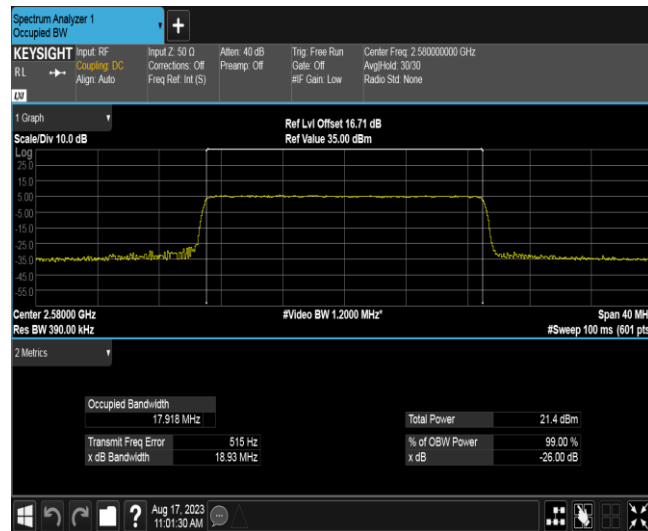 Spectrum Analyzer 1
Occupied BW
KEYSIGHT
RL
LXI
Input: RF
Coupling: DC
Align: Auto
Input Z: 50 Ω
Corrections: Off
Freq Ref: Int (S)
Atten: 40 dB
Preamp: Off
Trig: Free Run
Gate: Off
#IF Gain: Low
Center Freq: 2.580000000 GHz
Avg|Hold: 30/30
Radio Std: None
1 Graph
Scale/Div 10.0 dB
Ref Lvl Offset 16.71 dB
Ref Value 35.00 dBm
Log
25.0
15.0
5.00
-5.00
-15.0
-25.0
-35.0
-45.0
-55.0
Center 2.58000 GHz
Res BW 390.00 kHz
#Video BW 1.2000 MHz*
Span 40 MH
#Sweep 100 ms (601 pts
2 Metrics
Occupied Bandwidth
17.918 MHz
Transmit Freq Error 515 Hz
x dB Bandwidth 18.93 MHz
Total Power 21.4 dBm
% of OBW Power 99.00 %
x dB -26.00 dB
?
Aug 17, 2023
11:01:30 AM